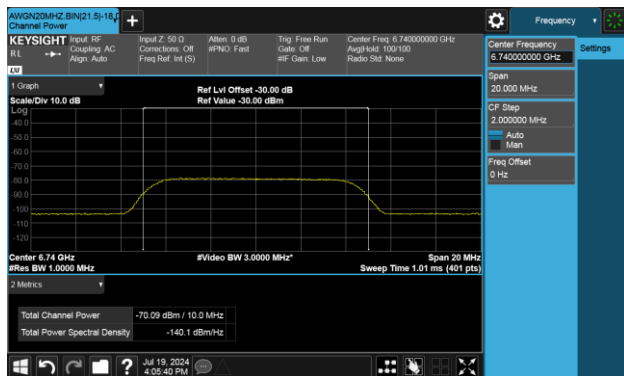 AWGN20MHZ.BIN|21.5|-18.
Channel Power
Frequency
KEYSIGHT
RL
Input: RF
Coupling: AC
Align: Auto
Input Z: 50 Ω
Corrections: Off
Freq Ref: Int (S)
Atten: 0 dB
#PNO: Fast
Trig: Free Run
Gate: Off
#IF Gain: Low
Center Freq: 6.740000000 GHz
Avg|Hold: 100/100
Radio Std: None
LXI
1 Graph
Scale/Div 10.0 dB
Ref Lvl Offset -30.00 dB
Ref Value -30.00 dBm
Log
-40.0
-50.0
-60.0
-70.0
-80.0
-90.0
-100
-110
-120
Center 6.74 GHz
#Video BW 3.0000 MHz*
Span 20 MHz
#Res BW 1.0000 MHz
Sweep Time 1.01 ms (401 pts)
2 Metrics
Total Channel Power -70.09 dBm / 10.0 MHz
Total Power Spectral Density -140.1 dBm/Hz
Jul 19, 2024
4:05:40 PM
Center Frequency
6.740000000 GHz
Settings
Span
20.000 MHz
CF Step
2.000000 MHz
Auto
Man
Freq Offset
0 Hz